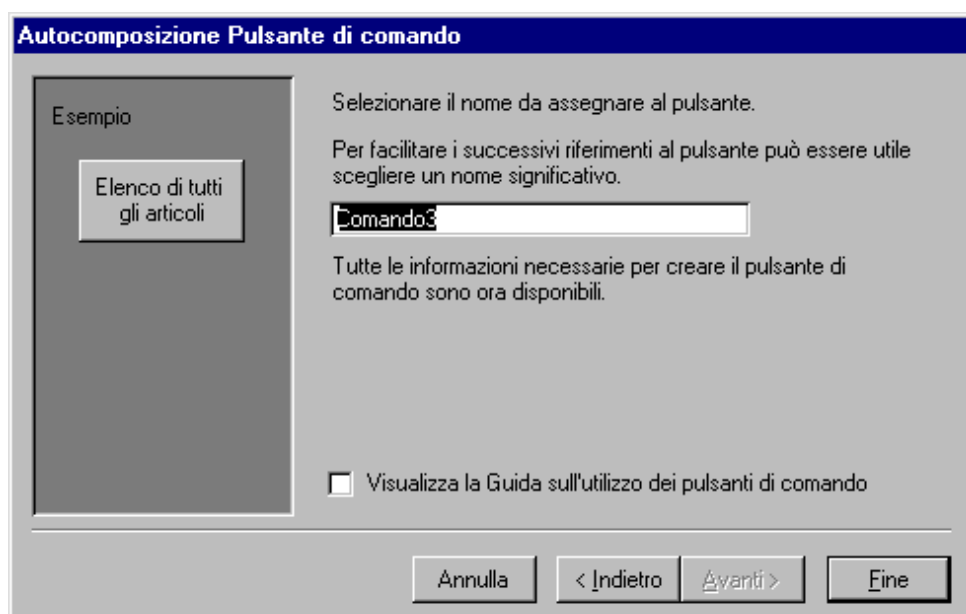 Autocomposizione Pulsante di comando
Esempio
Elenco di tutti
gli articoli
Selezionare il nome da assegnare al pulsante.
Per facilitare i successivi riferimenti al pulsante può essere utile
scegliere un nome significativo.
Comando3
Tutte le informazioni necessarie per creare il pulsante di
comando sono ora disponibili.
Visualizza la Guida sull'utilizzo dei pulsanti di comando
Annulla
< Indietro
Avanti >
Fine